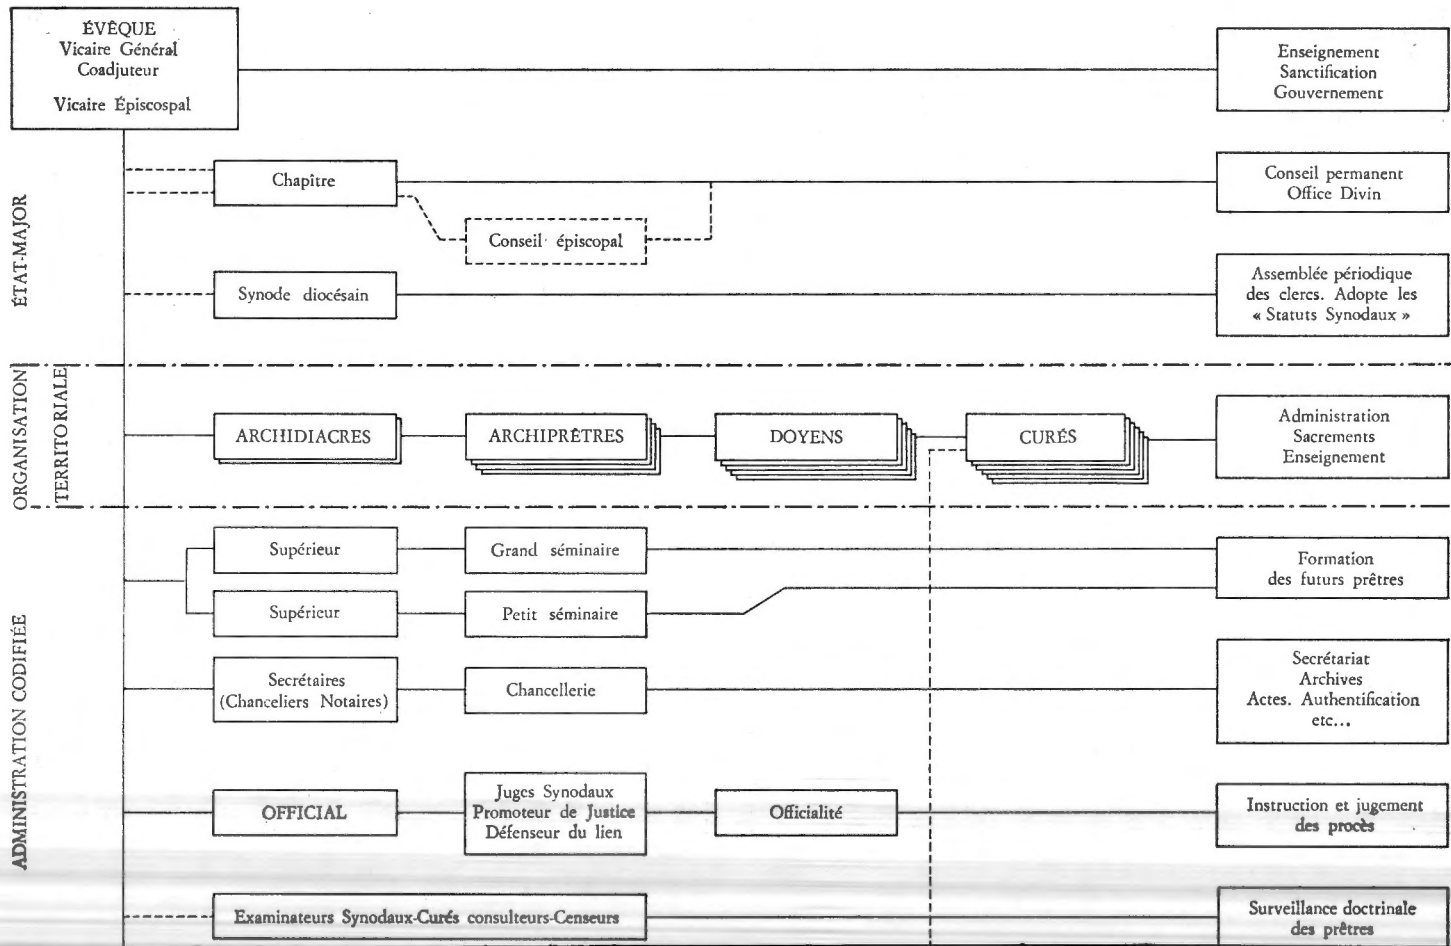 ÉVÊQUE
Vicaire Général
Coadjuteur
Vicaire Épiscospal
Enseignement
Sanctification
Gouvernement
ÉTAT-MAJOR
Chapître
Conseil permanent
Office Divin
Conseil épiscopal
Synode diocésain
Assemblée périodique
des clercs. Adopte les
« Statuts Synodaux »
ORGANISATION
TERRITORIALE
ARCHIDIACRES
ARCHIPRÊTRES
DOYENS
CURÉS
Administration
Sacrements
Enseignement
ADMINISTRATION CODIFIÉE
Supérieur
Grand séminaire
Formation
des futurs prêtres
Supérieur
Petit séminaire
Secrétaires
(Chanceliers Notaires)
Chancellerie
Secrétariat
Archives
Actes. Authentification
etc...
OFFICIAL
Juges Synodaux
Promoteur de Justice
Défenseur du lien
Officialité
Instruction et jugement
des procès
Examinateurs Synodaux-Curés consulteurs-Censeurs
Surveillance doctrinale
des prêtres